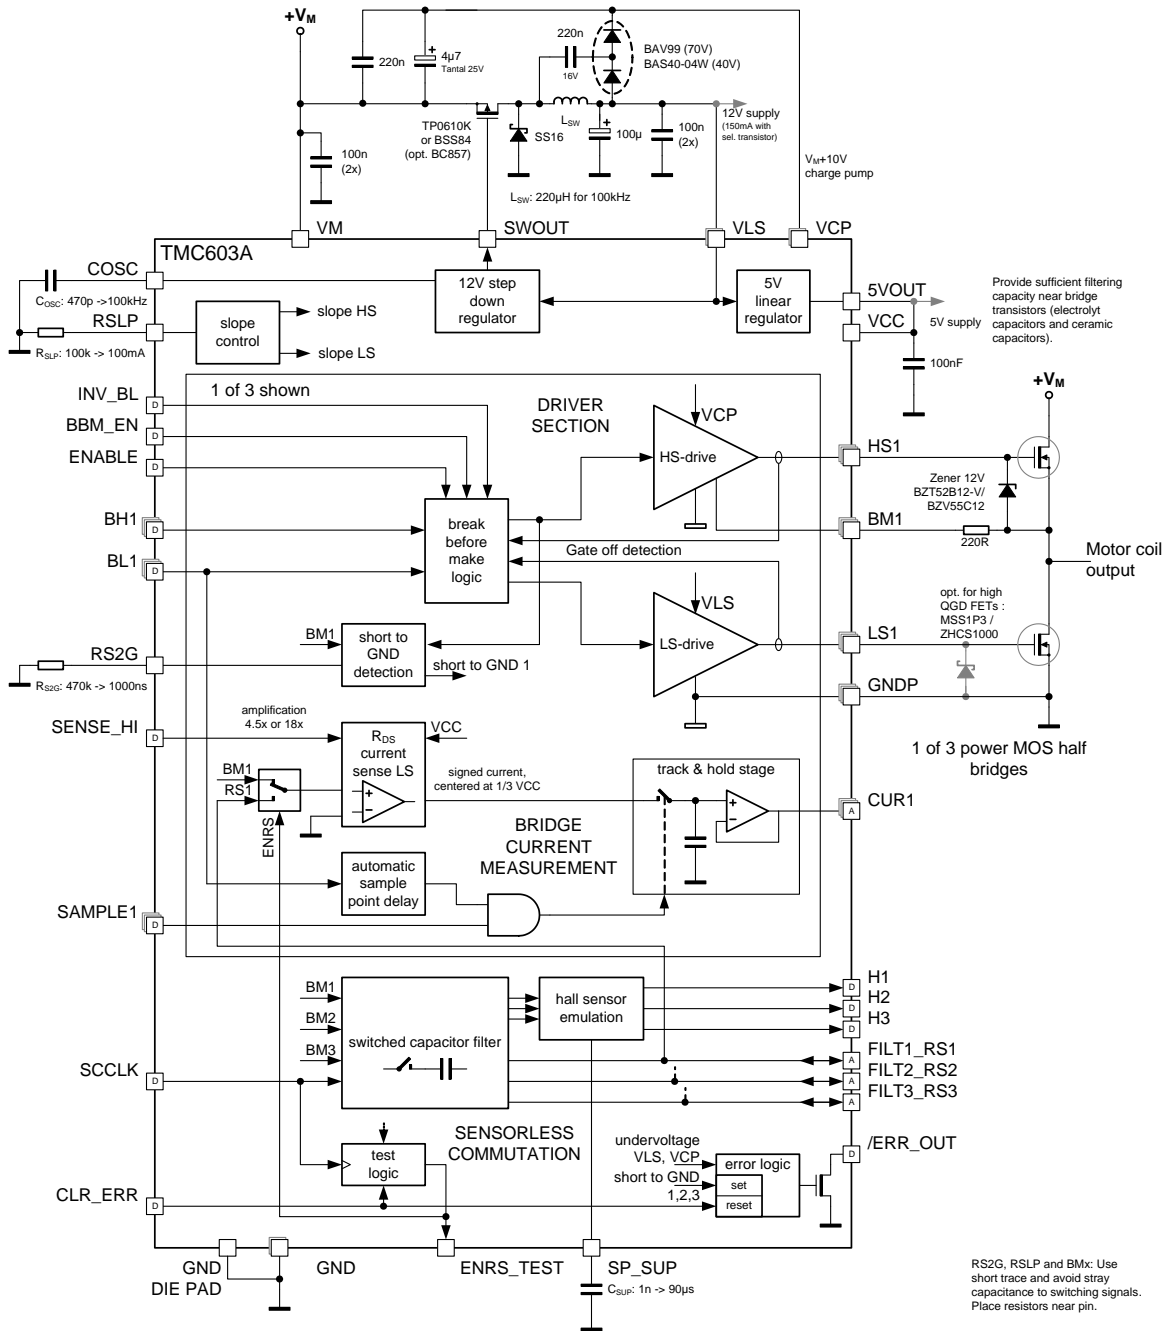 +VM
220n
4µ7
Tantal 25V
220n
16V
BAV99 (70V)
BAS40-04W (40V)
TP0610K
or BSS84
(opt. BC857)
SS16
LSW
100µ
100n
(2x)
12V supply
(150mA with
sel. transistor)
100n
(2x)
LSW: 220µH for 100kHz
VM+10V
charge pump
VM
SWOUT
VLS
VCP
TMC603A
COSC
COSC: 470p ->100kHz
RSLP
RSLP: 100k -> 100mA
slope
control
slope HS
slope LS
12V step
down
regulator
5V
linear
regulator
5VOUT
VCC
5V supply
100nF
Provide sufficient filtering
capacity near bridge
transistors (electrolyt
capacitors and ceramic
capacitors).
+VM
1 of 3 shown
INV_BL
D
BBM_EN
D
ENABLE
D
BH1
D
BL1
D
DRIVER
SECTION
break
before
make
logic
VCP
HS-drive
Gate off detection
VLS
LS-drive
HS1
Zener 12V
BZT52B12-V/
BZV55C12
BM1
220R
Motor coil
output
opt. for high
QGD FETs :
MSS1P3 /
ZHCS1000
LS1
GNDP
1 of 3 power MOS half
bridges
RS2G
RS2G: 470k -> 1000ns
BM1
short to
GND
detection
short to GND 1
SENSE_HI
D
amplification
4.5x or 18x
RDS
current
sense LS
+
−
VCC
BM1
RS1
ENRS
signed current,
centered at 1/3 VCC
track & hold stage
+
−
CUR1
A
BRIDGE
CURRENT
MEASUREMENT
automatic
sample
point delay
SAMPLE1
D
BM1
BM2
BM3
switched capacitor filter
hall sensor
emulation
H1
D
H2
D
H3
D
FILT1_RS1
A
FILT2_RS2
A
FILT3_RS3
A
SCCLK
D
SENSORLESS
COMMUTATION
test
logic
CLR_ERR
D
undervoltage
VLS, VCP
short to GND
1,2,3
error logic
set
reset
/ERR_OUT
D
GND
DIE PAD
GND
ENRS_TEST
SP_SUP
CSUP: 1n -> 90µs
RS2G, RSLP and BMx: Use
short trace and avoid stray
capacitance to switching signals.
Place resistors near pin.